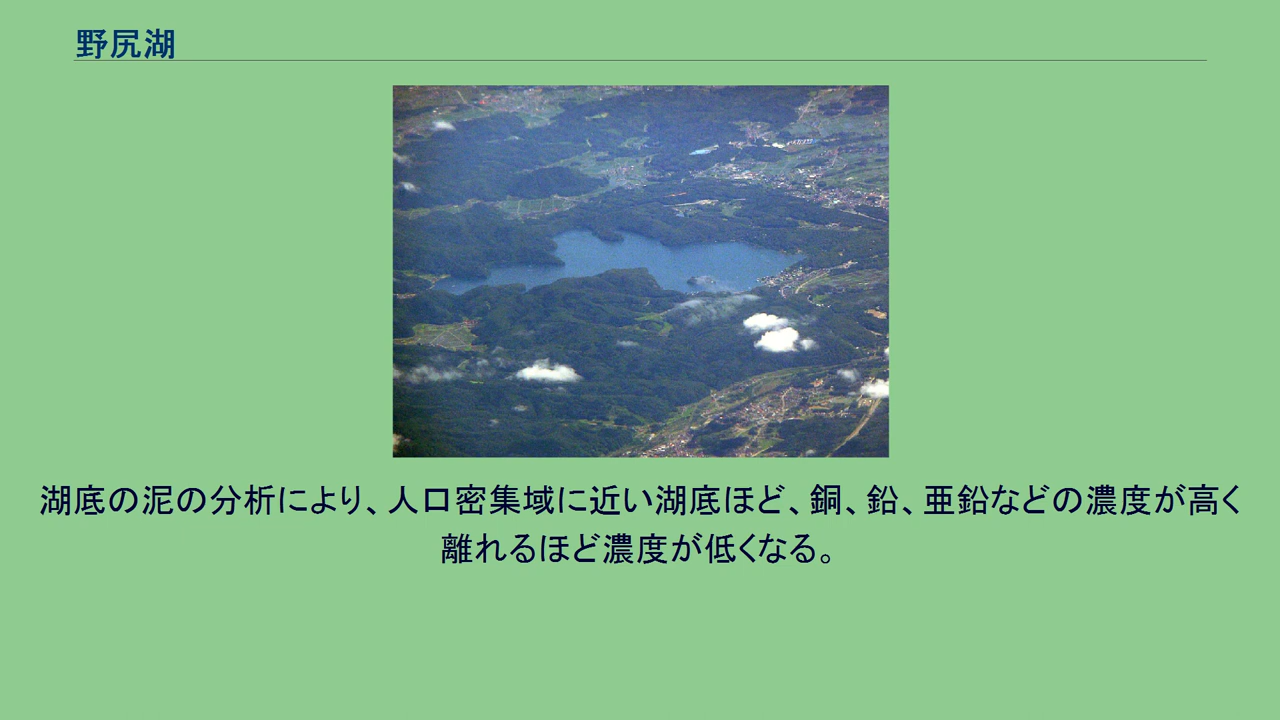 野尻湖
湖底の泥の分析により、人口密集域に近い湖底ほど、銅、鉛、亜鉛などの濃度が高く
離れるほど濃度が低くなる。